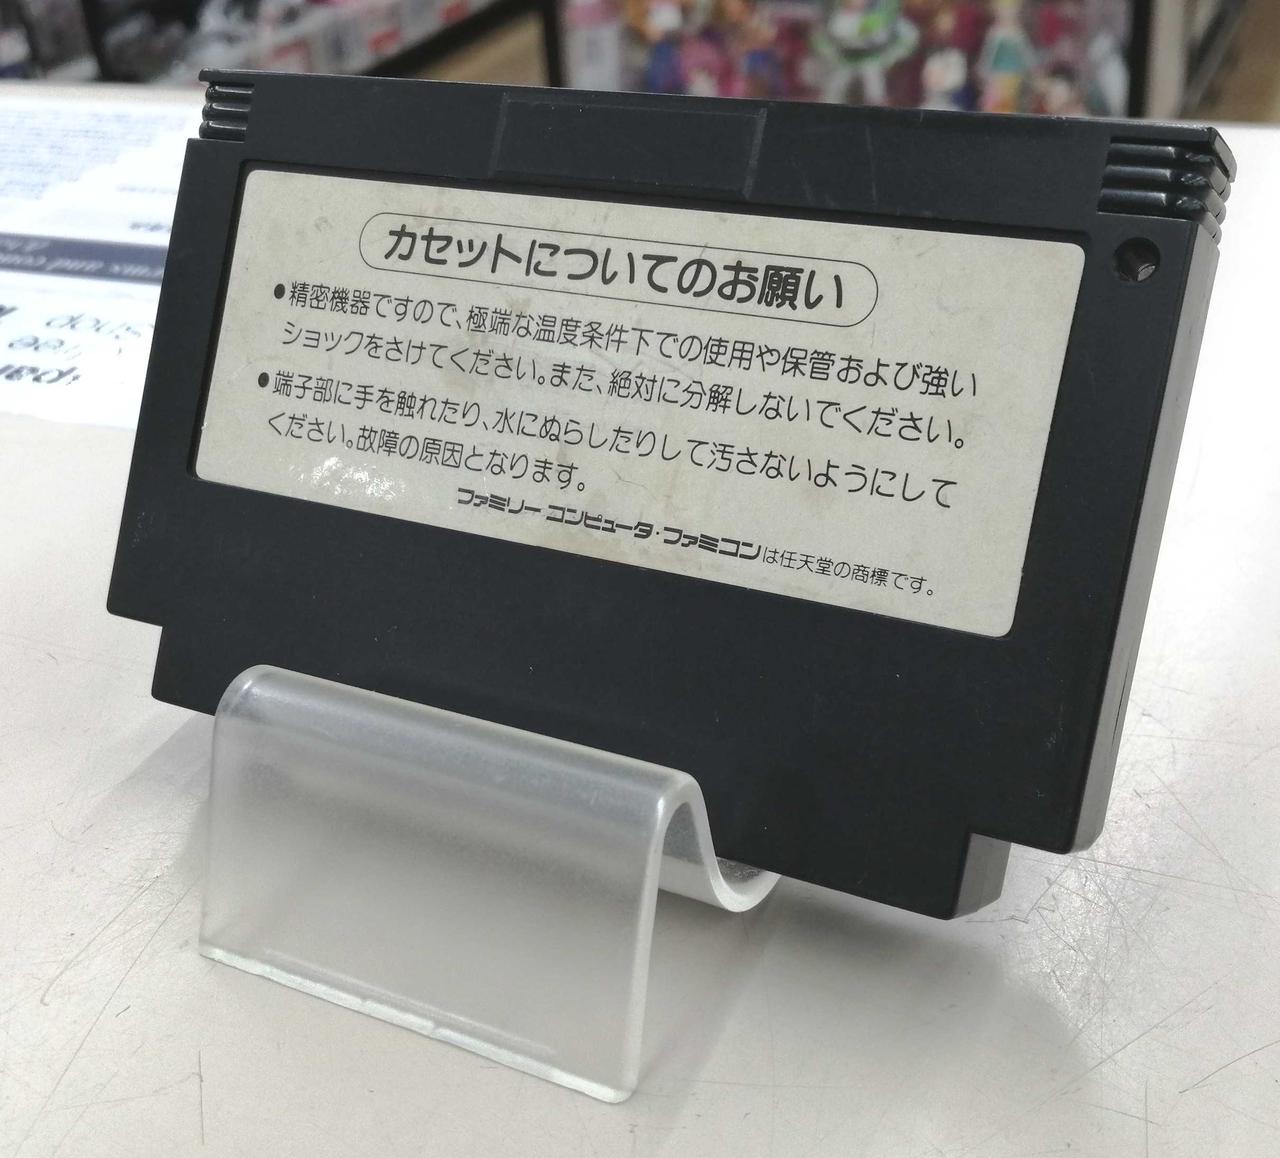 カセットについてのお願い
●精密機器ですので、極端な温度条件下での使用や保管および強い
ショックをさけてください。また、絶対に分解しないでください。
●端子部に手を触れたり、水にぬらしたりして汚さないようにして
ください。故障の原因となります。
ファミリー コンピュータ・ファミコンは任天堂の商標です。